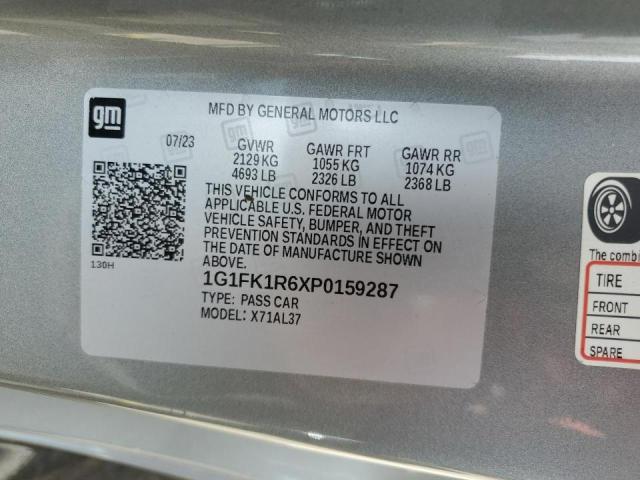 gm
MFD BY GENERAL MOTORS LLC
07/23
GVWR GAWR FRT GAWR RR
2129 KG 1055 KG 1074 KG
4693 LB 2326 LB 2368 LB
THIS VEHICLE CONFORMS TO ALL
APPLICABLE U.S. FEDERAL MOTOR
VEHICLE SAFETY, BUMPER, AND THEFT
PREVENTION STANDARDS IN EFFECT ON
THE DATE OF MANUFACTURE SHOWN
ABOVE.
130H
1G1FK1R6XP0159287
TYPE: PASS CAR
MODEL: X71AL37
The combi
TIRE
FRONT
REAR
SPARE